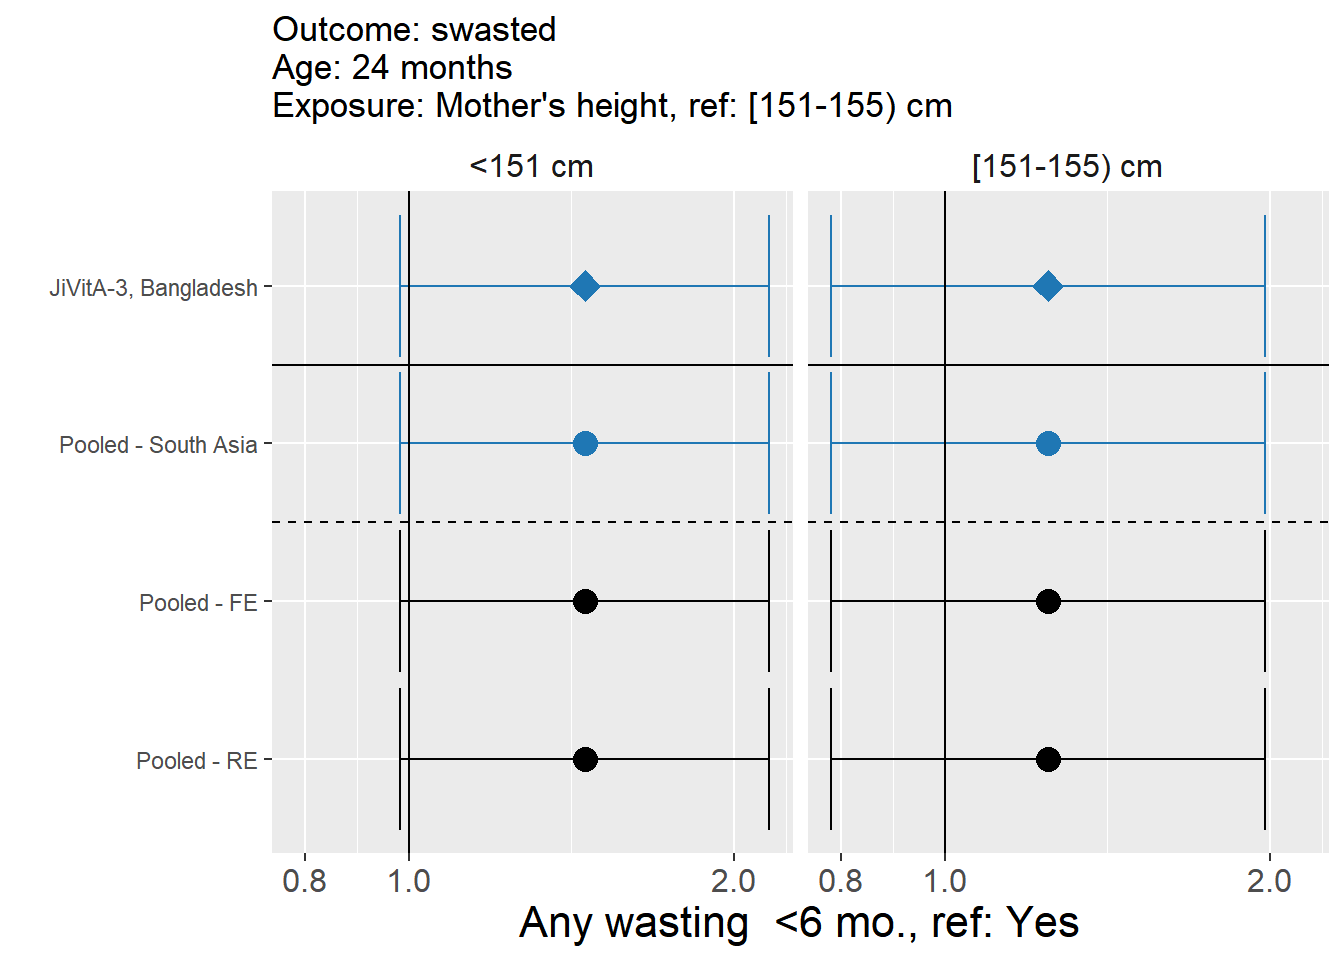 Outcome: swasted
Age: 24 months
Exposure: Mother's height, ref: [151-155) cm
<151 cm
[151-155) cm
JiVitA-3, Bangladesh
Pooled - South Asia
Pooled - FE
Pooled - RE
0.8 1.0 2.0 0.8 1.0 2.0
Any wasting  <6 mo., ref: Yes